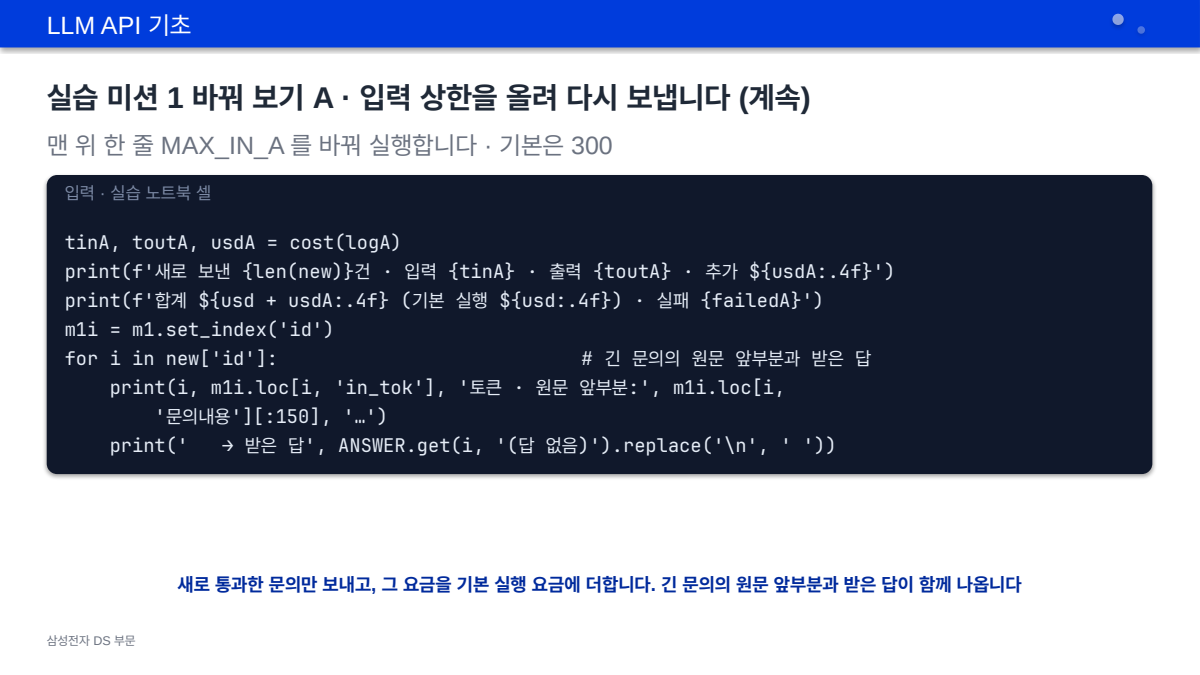 LLM API 기초
실습 미션 1 바꿔 보기 A · 입력 상한을 올려 다시 보냅니다 (계속)
맨 위 한 줄 MAX_IN_A 를 바꿔 실행합니다 · 기본은 300
입력 · 실습 노트북 셀
tinA, toutA, usdA = cost(logA)
print(f'새로 보낸 {len(new)}건 · 입력 {tinA} · 출력 {toutA} · 추가 ${usdA:.4f}')
print(f'합계 ${usd + usdA:.4f} (기본 실행 ${usd:.4f}) · 실패 {failedA}')
m1i = m1.set_index('id')
for i in new['id']:                           # 긴 문의의 원문 앞부분과 받은 답
    print(i, m1i.loc[i, 'in_tok'], '토큰 · 원문 앞부분:', m1i.loc[i,
        '문의내용'][:150], '…')
    print('   → 받은 답', ANSWER.get(i, '(답 없음)').replace('\n', ' '))
새로 통과한 문의만 보내고, 그 요금을 기본 실행 요금에 더합니다. 긴 문의의 원문 앞부분과 받은 답이 함께 나옵니다
삼성전자 DS 부문